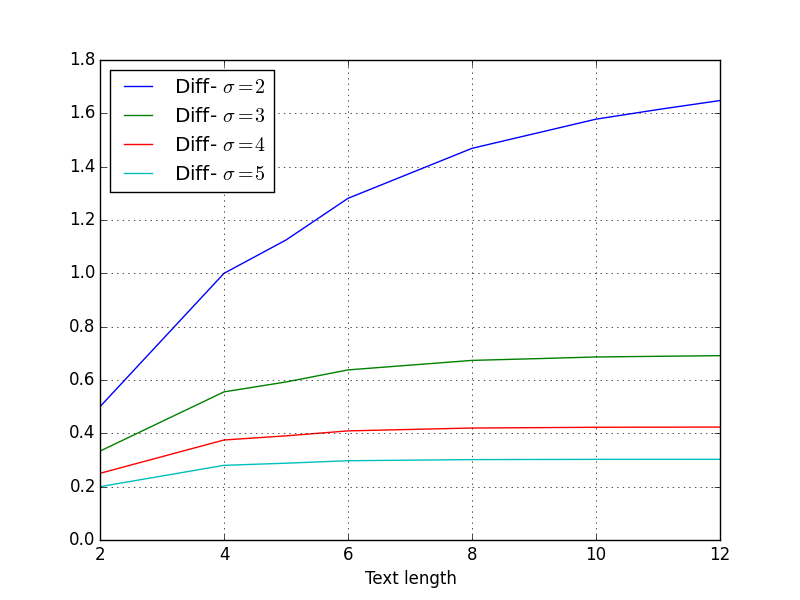 1.8
1.6
1.4
1.2
1.0
0.8
0.6
0.4
0.2
0.0
Diff- σ=2
Diff- σ=3
Diff- σ=4
Diff- σ=5
2 4 6 8 10 12
Text length